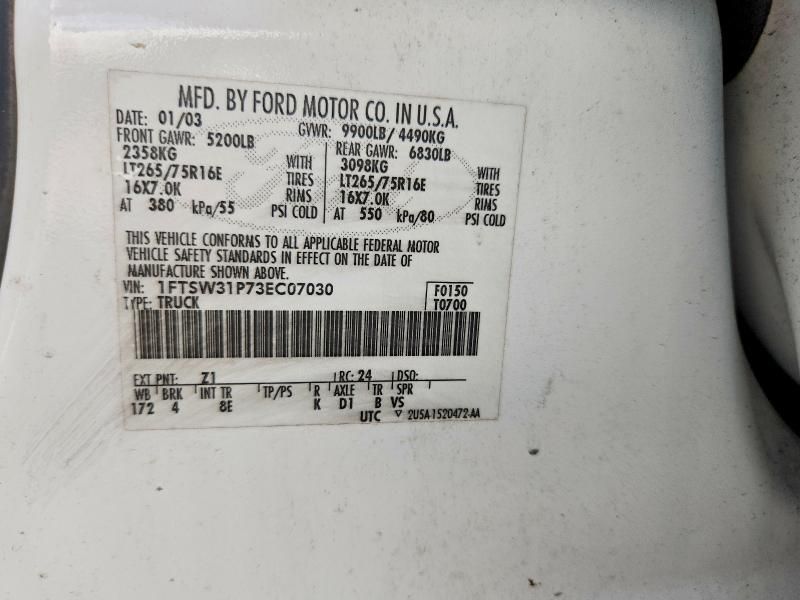 MFD. BY FORD MOTOR CO. IN U.S.A.
DATE: 01/03 GVWR: 9900LB/ 4490KG
FRONT GAWR: 5200LB REAR GAWR: 6830LB
2358KG WITH 3098KG WITH
LT265/75R16E TIRES LT265/75R16E TIRES
16X7.0K RIMS 16X7.0K RIMS
AT 380 kPa/55 PSI COLD AT 550 kPa/80 PSI COLD
THIS VEHICLE CONFORMS TO ALL APPLICABLE FEDERAL MOTOR
VEHICLE SAFETY STANDARDS IN EFFECT ON THE DATE OF
MANUFACTURE SHOWN ABOVE.
VIN: 1FTSW31P73EC07030 F0150
TYPE: TRUCK T0700
EXT PNT: Z1 RC: 24 DSO:
WB BRK INT TR TP/PS R AXLE TR SPR
172 4 8E K D1 B VS
UTC ▽ 2U5A-1520472-AA